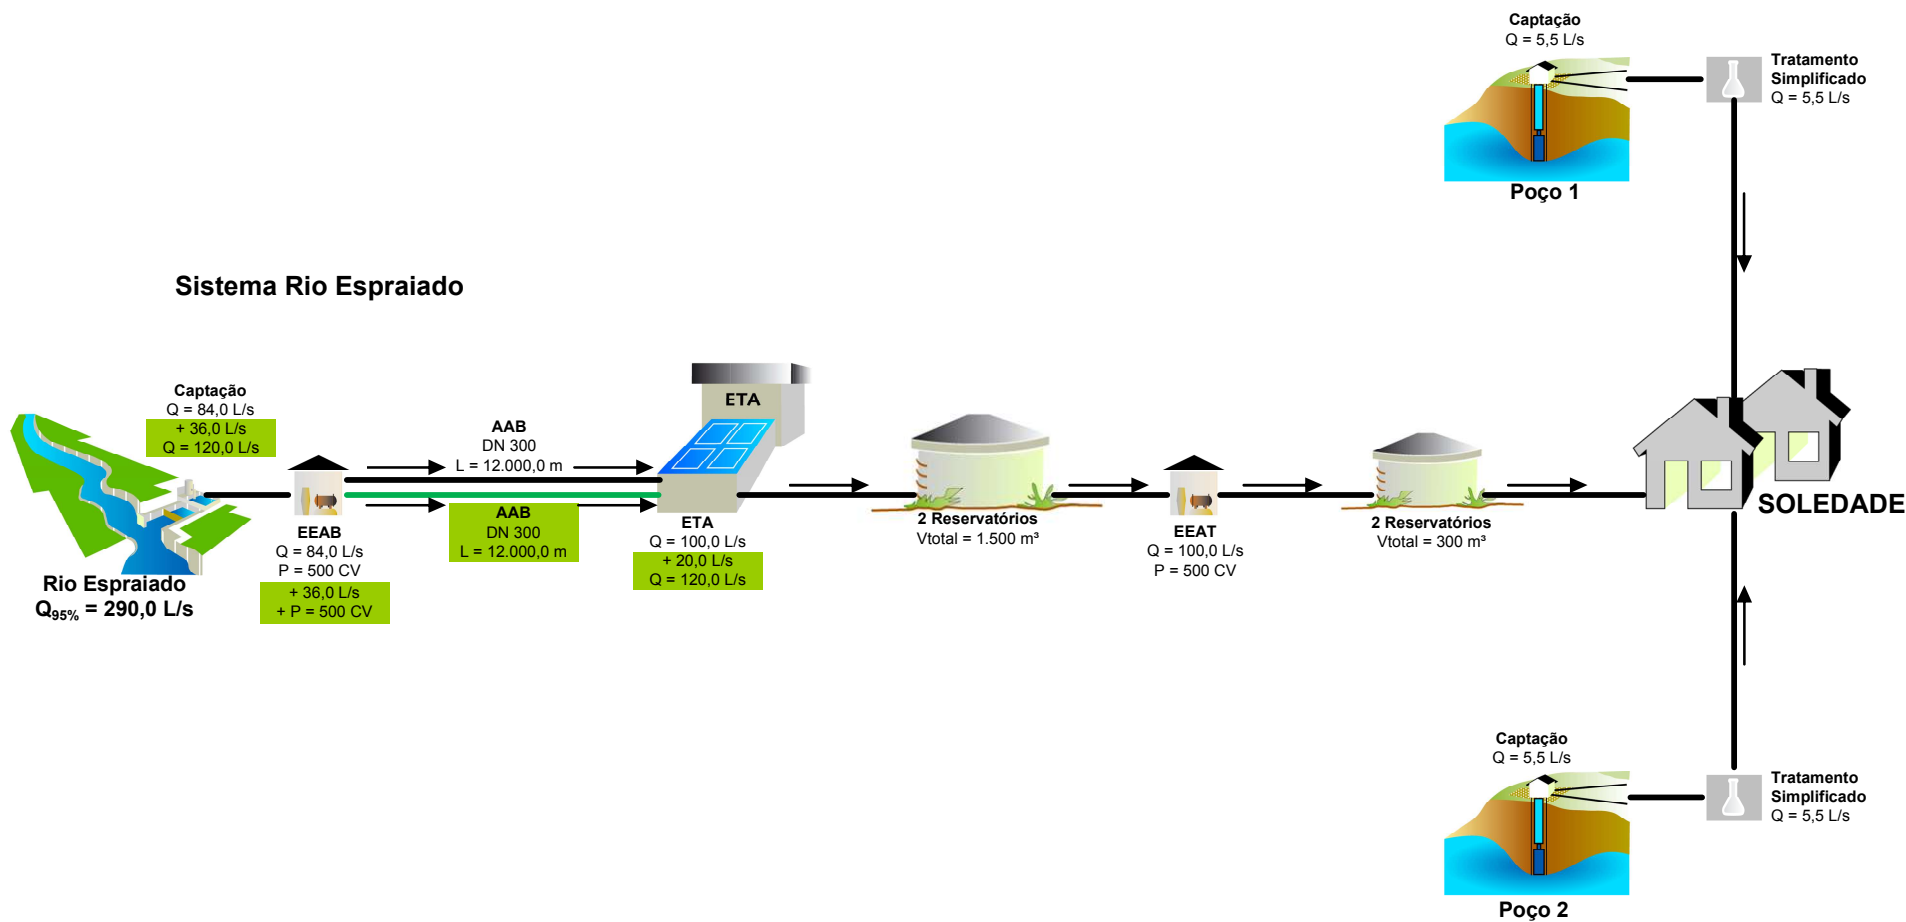 Captação
Q = 5,5 L/s
Tratamento
Simplificado
Q = 5,5 L/s
Poço 1
Sistema Rio Espraiado
Captação
Q = 84,0 L/s
+ 36,0 L/s
Q = 120,0 L/s
Rio Espraiado
Q95% = 290,0 L/s
EEAB
Q = 84,0 L/s
P = 500 CV
+ 36,0 L/s
+ P = 500 CV
AAB
DN 300
L = 12.000,0 m
AAB
DN 300
L = 12.000,0 m
ETA
ETA
Q = 100,0 L/s
+ 20,0 L/s
Q = 120,0 L/s
2 Reservatórios
Vtotal = 1.500 m³
EEAT
Q = 100,0 L/s
P = 500 CV
2 Reservatórios
Vtotal = 300 m³
SOLEDADE
Captação
Q = 5,5 L/s
Tratamento
Simplificado
Q = 5,5 L/s
Poço 2